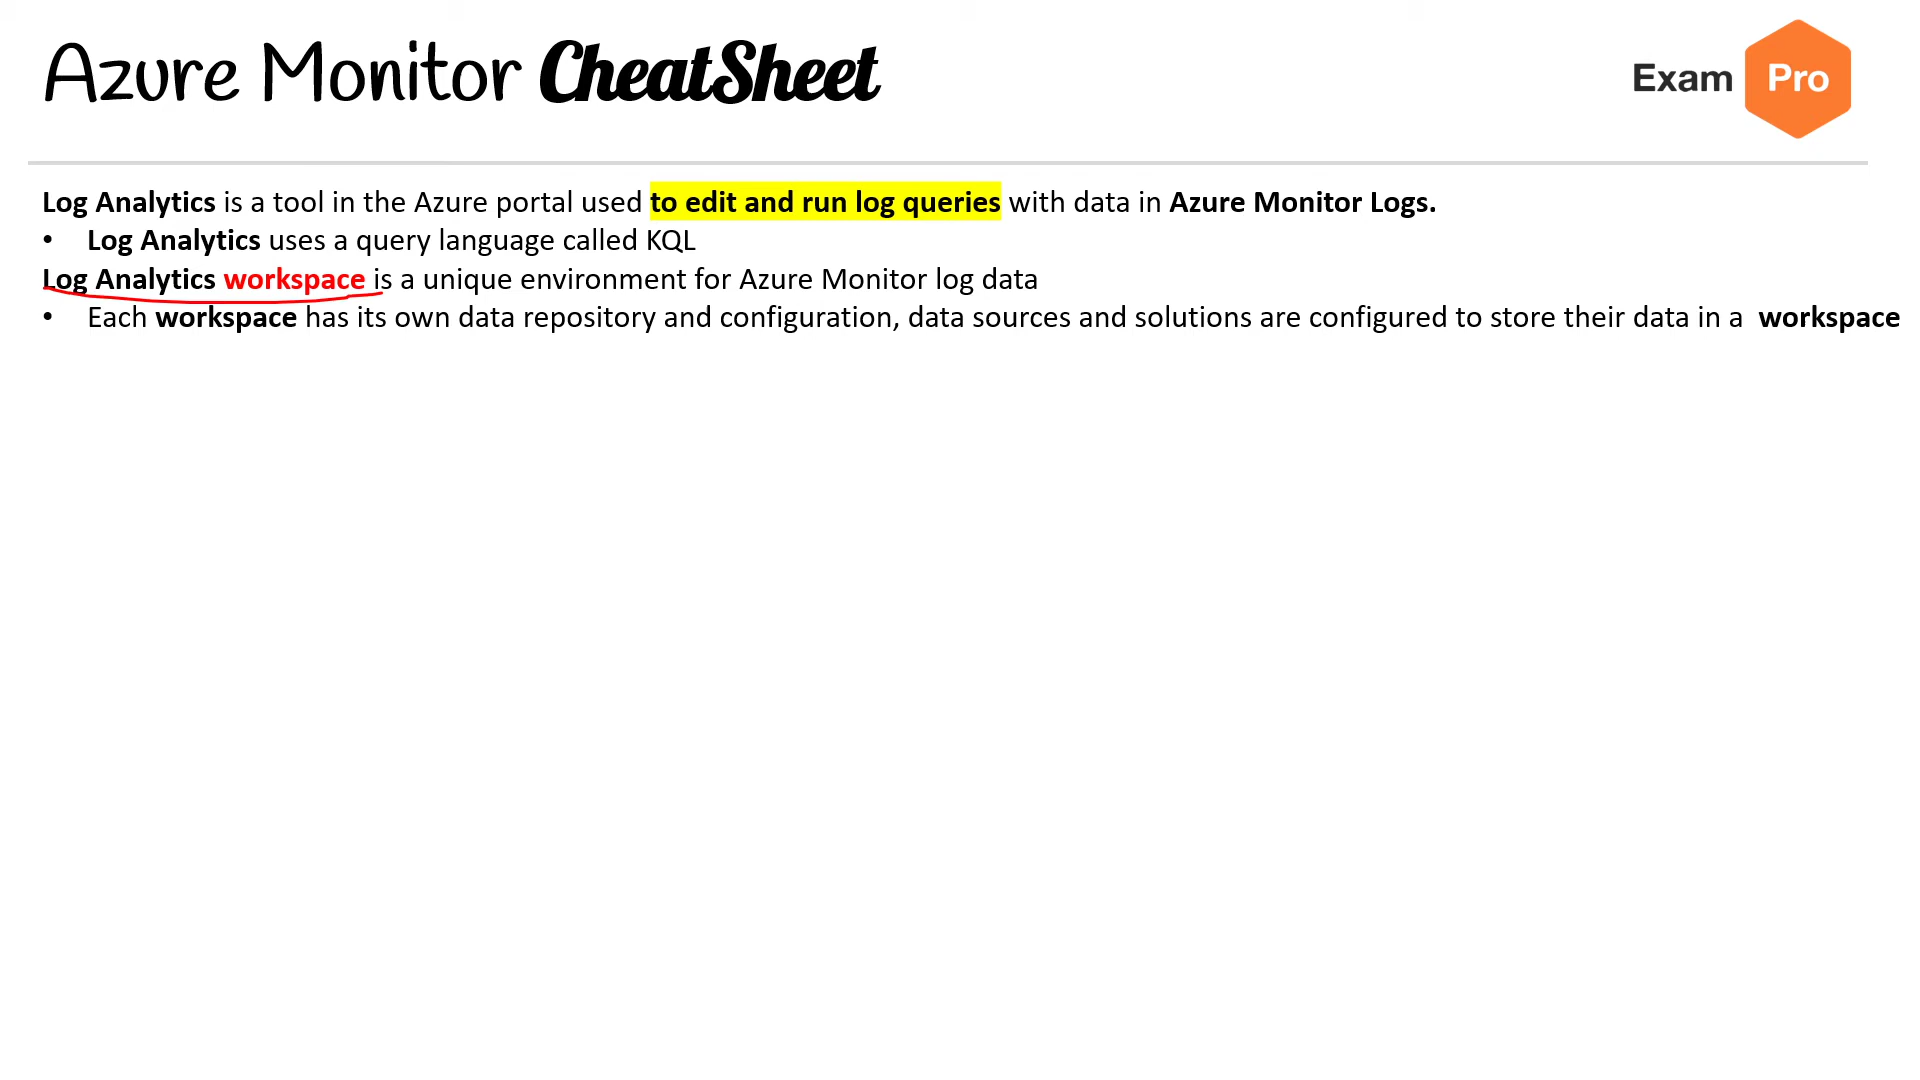 Azure Monitor CheatSheet
Exam Pro
Log Analytics is a tool in the Azure portal used to edit and run log queries with data in Azure Monitor Logs.
• Log Analytics uses a query language called KQL
Log Analytics workspace is a unique environment for Azure Monitor log data
• Each workspace has its own data repository and configuration, data sources and solutions are configured to store their data in a workspace